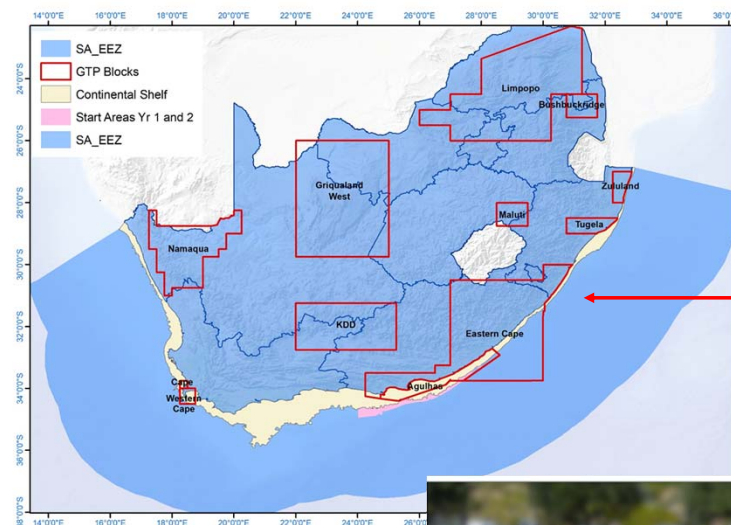 14°0'0"E 16°0'0"E 18°0'0"E 20°0'0"E 22°0'0"E 24°0'0"E 26°0'0"E 28°0'0"E 30°0'0"E 32°0'0"E 34°0'0"E 36°0'0
SA_EEZ
GTP Blocks
Continental Shelf
Start Areas Yr 1 and 2
SA_EEZ
24°0'0"S
26°0'0"S
28°0'0"S
30°0'0"S
32°0'0"S
34°0'0"S
36°0'0"S
Limpopo
Bushbuckridge
Griqualand
West
Zululand
Maluti
Tugela
Namaqua
KDD
Eastern Cape
Agulhas
Cape
Western
Cape
14°0'0"E 16°0'0"E 18°0'0"E 20°0'0"E 22°0'0"E